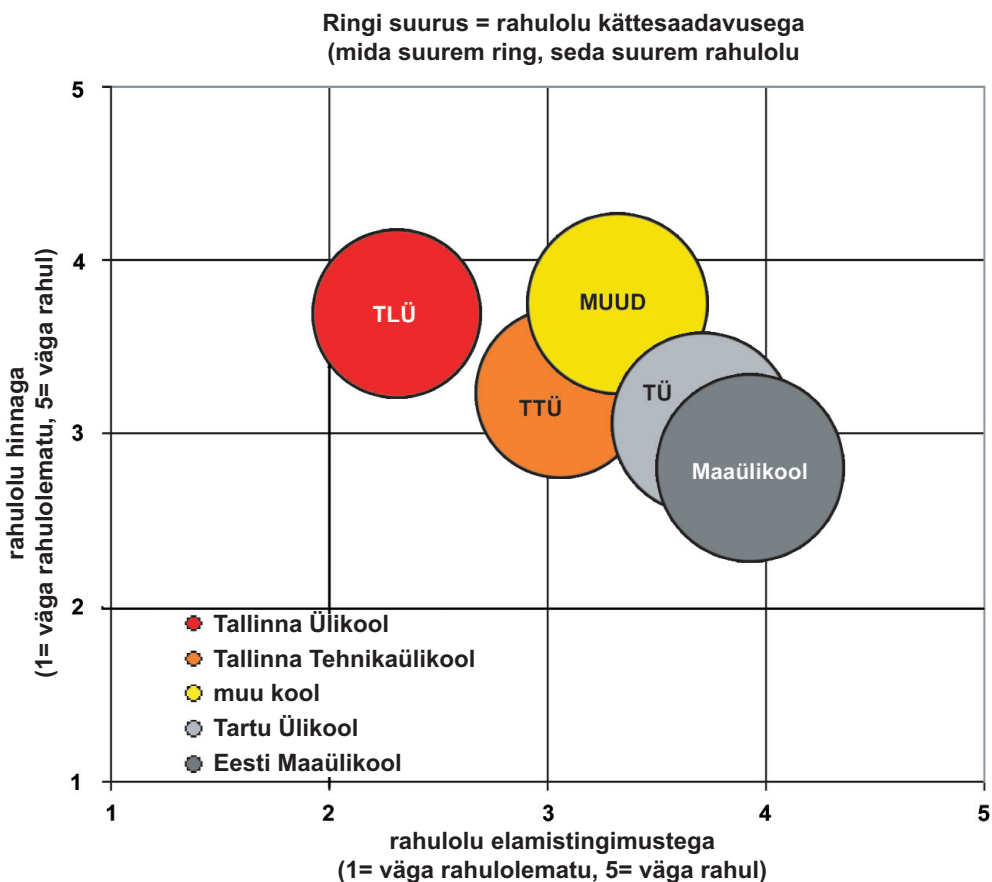 Ringi suurus = rahulolu kättesaadavusega
(mida suurem ring, seda suurem rahulolu
rahulolu hinnaga
(1= väga rahulolematu, 5= väga rahul)
5
4
3
2
1
TLÜ
MUUD
TTÜ
TÜ
Maaülikool
Tallinna Ülikool
Tallinna Tehnikaülikool
muu kool
Tartu Ülikool
Eesti Maaülikool
1
2
3
4
5
rahulolu elamistingimustega
(1= väga rahulolematu, 5= väga rahul)